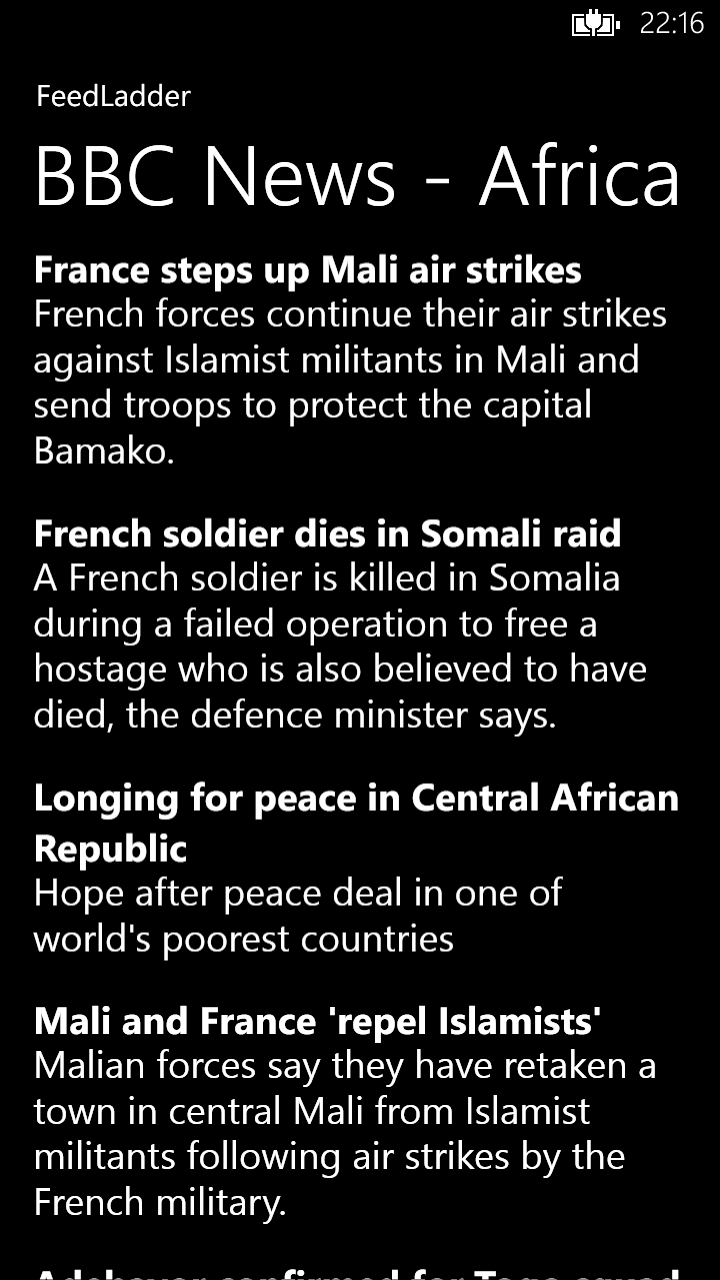 22:16
FeedLadder
BBC News - Africa
France steps up Mali air strikes
French forces continue their air strikes
against Islamist militants in Mali and
send troops to protect the capital
Bamako.
French soldier dies in Somali raid
A French soldier is killed in Somalia
during a failed operation to free a
hostage who is also believed to have
died, the defence minister says.
Longing for peace in Central African
Republic
Hope after peace deal in one of
world's poorest countries
Mali and France 'repel Islamists'
Malian forces say they have retaken a
town in central Mali from Islamist
militants following air strikes by the
French military.
Adebayor confirmed for Togo squad